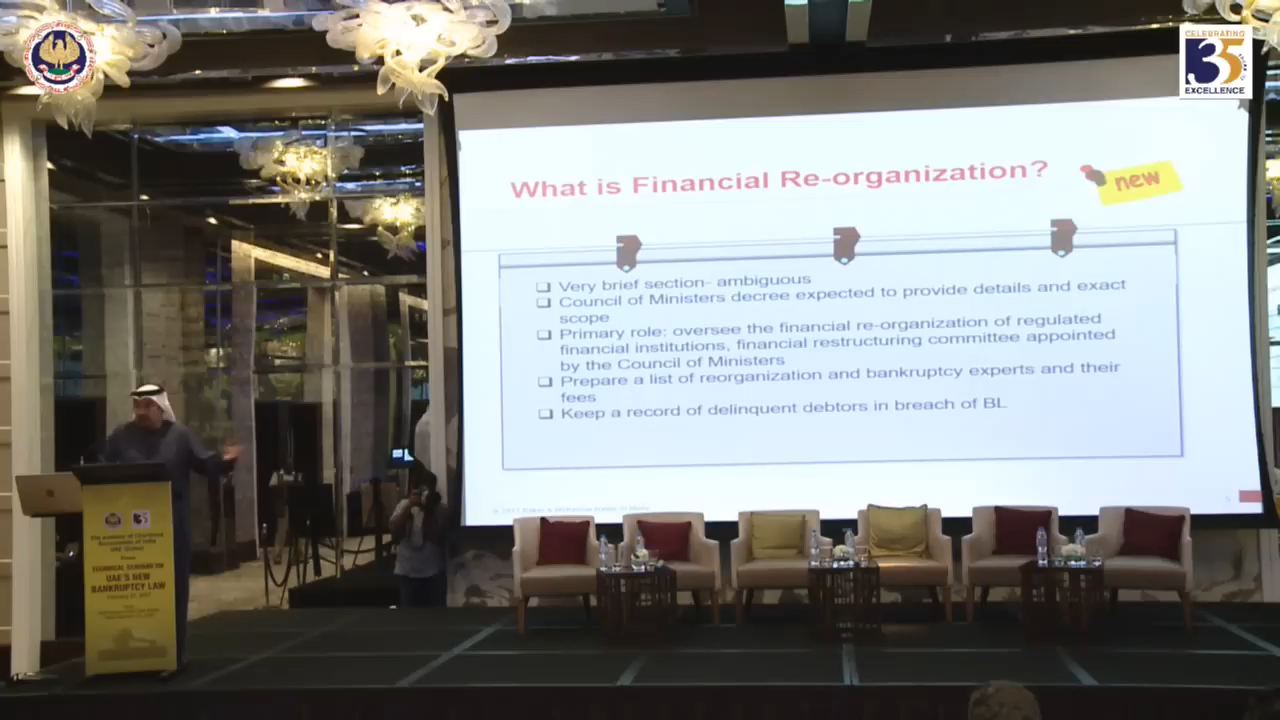 CELEBRATING
35
EXCELLENCE
What is Financial Re-organization?
new
❑ Very brief section- ambiguous
❑ Council of Ministers decree expected to provide details and exact
scope
❑ Primary role: oversee the financial re-organization of regulated
financial institutions, financial restructuring committee appointed
by the Council of Ministers
❑ Prepare a list of reorganization and bankruptcy experts and their
fees
❑ Keep a record of delinquent debtors in breach of BL
TECHNICAL SEMINAR ON
UAE'S NEW
BANKRUPTCY LAW